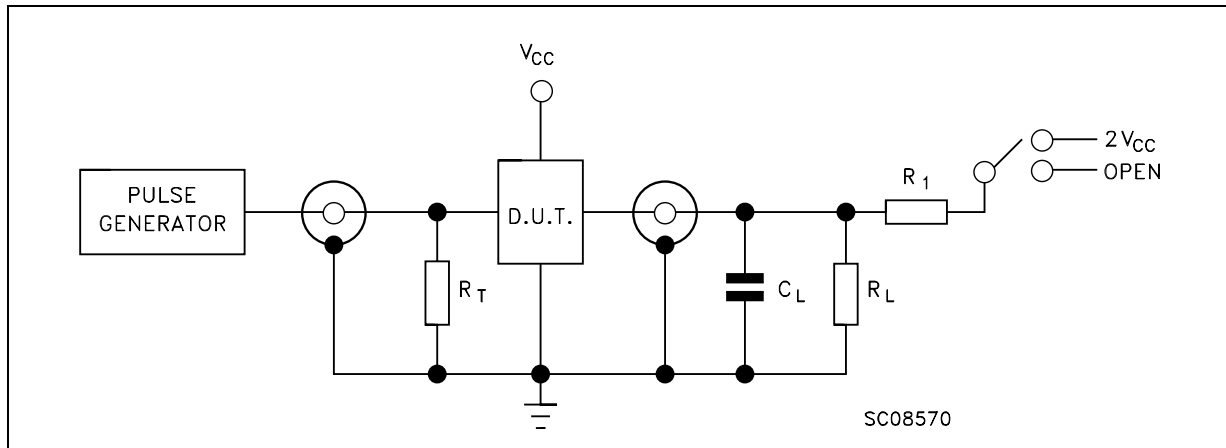 VCC
PULSE
GENERATOR
D.U.T.
RT
CL
RL
R1
2VCC
OPEN
SC08570